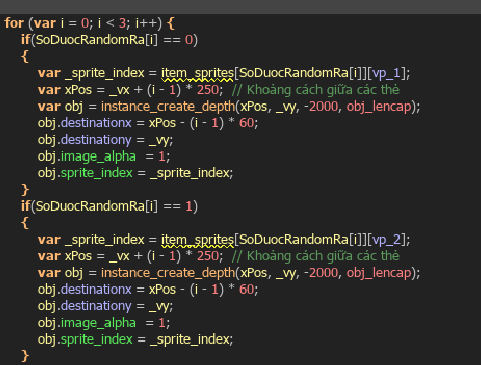 for (var i = 0; i < 3; i++) {
if(SoDuocRandomRa[i] == 0)
{
var _sprite_index = item_sprites[SoDuocRandomRa[i]][vp_1];
var xPos = _vx + (i - 1) * 250;  // Khoảng cách giữa các thẻ
var obj = instance_create_depth(xPos, _vy, -2000, obj_lencap);
obj.destinationx = xPos - (i - 1) * 60;
obj.destinationy = _vy;
obj.image_alpha  = 1;
obj.sprite_index = _sprite_index;
}
if(SoDuocRandomRa[i] == 1)
{
var _sprite_index = item_sprites[SoDuocRandomRa[i]][vp_2];
var xPos = _vx + (i - 1) * 250;  // Khoảng cách giữa các thẻ
var obj = instance_create_depth(xPos, _vy, -2000, obj_lencap);
obj.destinationx = xPos - (i - 1) * 60;
obj.destinationy = _vy;
obj.image_alpha  = 1;
obj.sprite_index = _sprite_index;
}